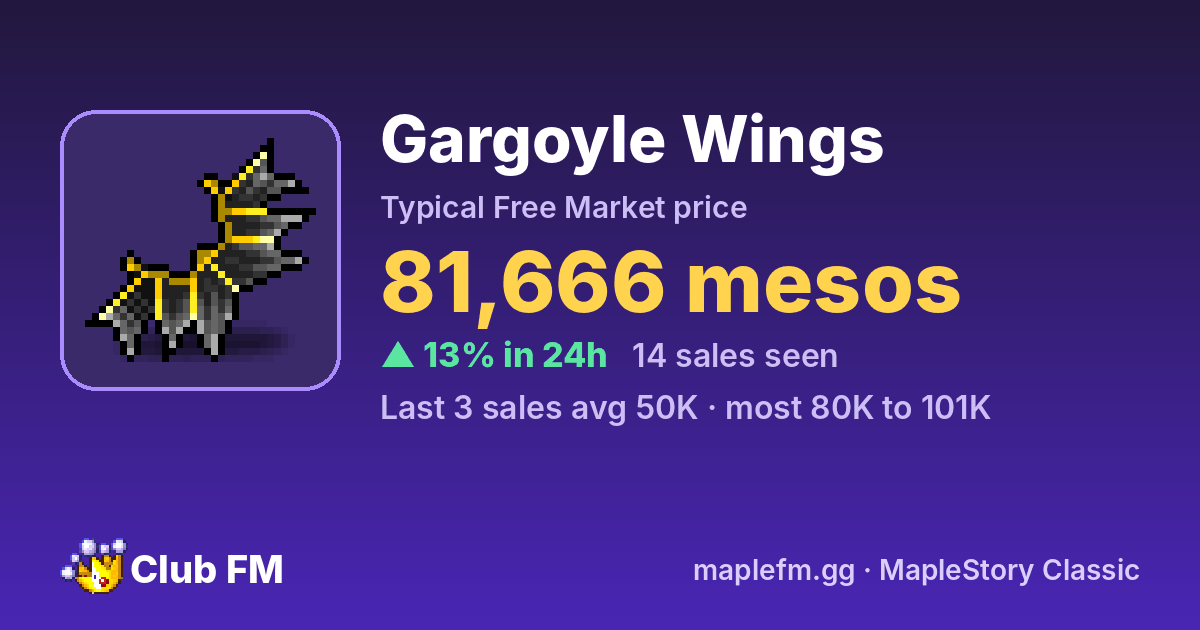 Gargoyle Wings
Typical Free Market price
81,666 mesos
▲ 13% in 24h 14 sales seen
Last 3 sales avg 50K · most 80K to 101K
Club FM
maplefm.gg · MapleStory Classic